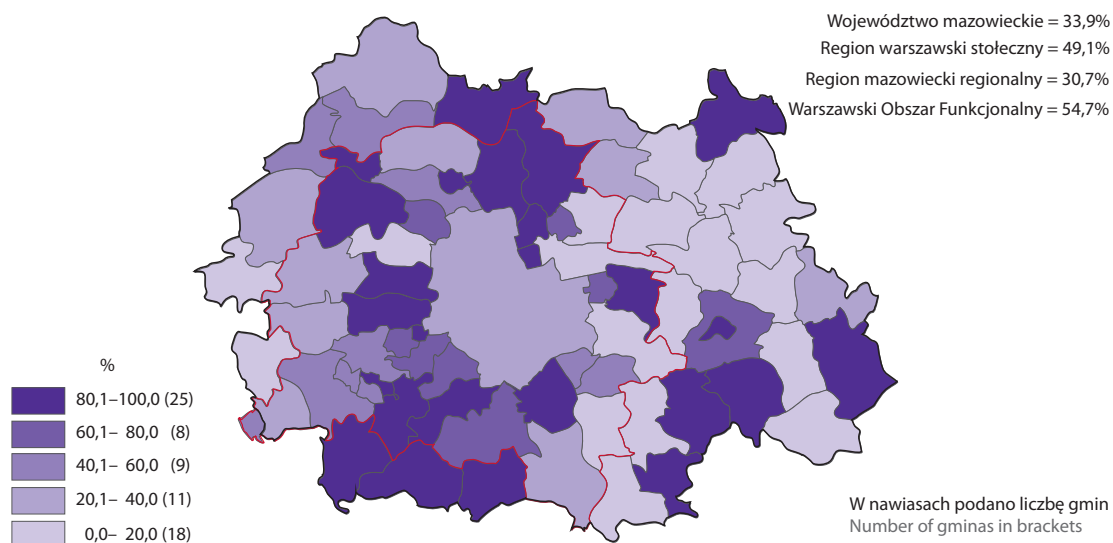 Województwo mazowieckie = 33,9%
Region warszawski stołeczny = 49,1%
Region mazowiecki regionalny = 30,7%
Warszawski Obszar Funkcjonalny = 54,7%
%
80,1–100,0 (25)
60,1– 80,0 (8)
40,1– 60,0 (9)
20,1– 40,0 (11)
0,0– 20,0 (18)
W nawiasach podano liczbę gmin
Number of gminas in brackets